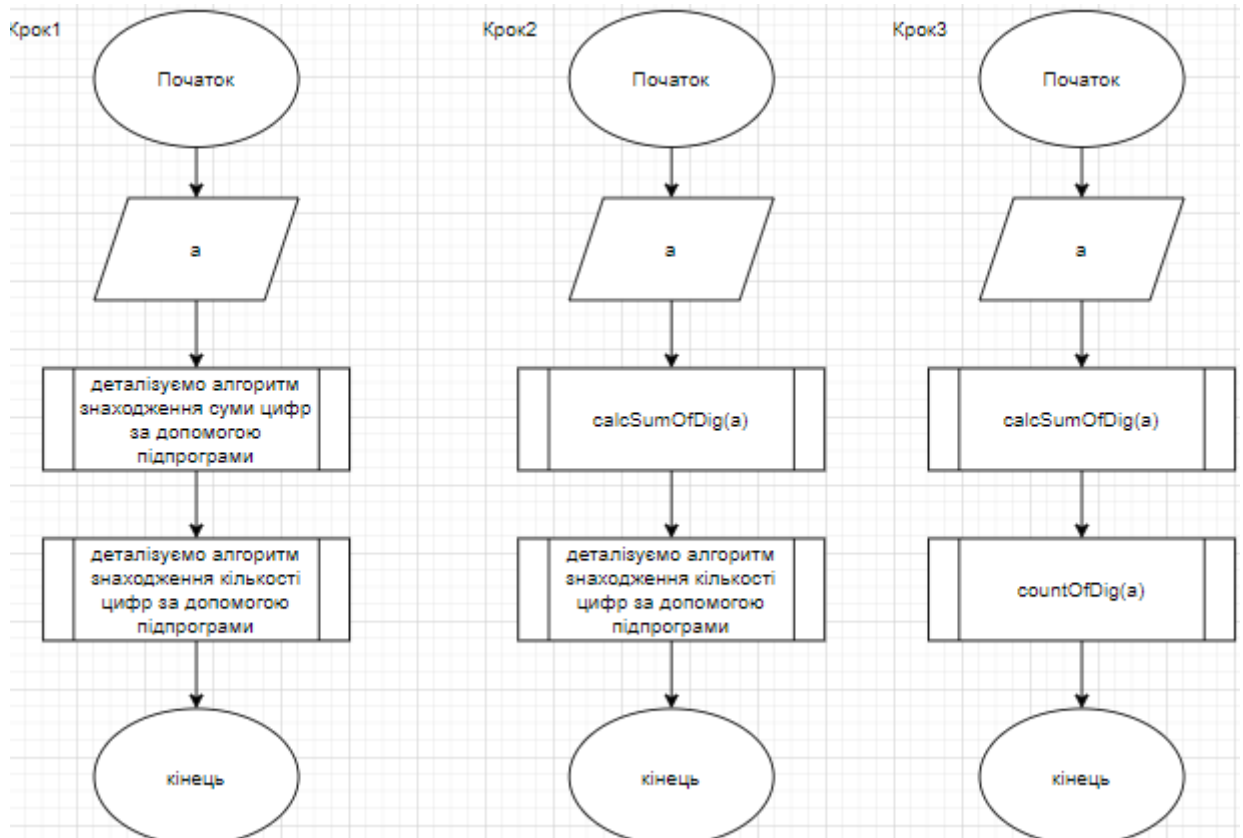 Крок1
Початок
а
деталізуємо алгоритм
знаходження суми цифр
за допомогою
підпрограми
деталізуємо алгоритм
знаходження кількості
цифр за допомогою
підпрограми
кінець
Крок2
Початок
а
calcSumOfDig(a)
деталізуємо алгоритм
знаходження кількості
цифр за допомогою
підпрограми
кінець
Крок3
Початок
а
calcSumOfDig(a)
countOfDig(a)
кінець